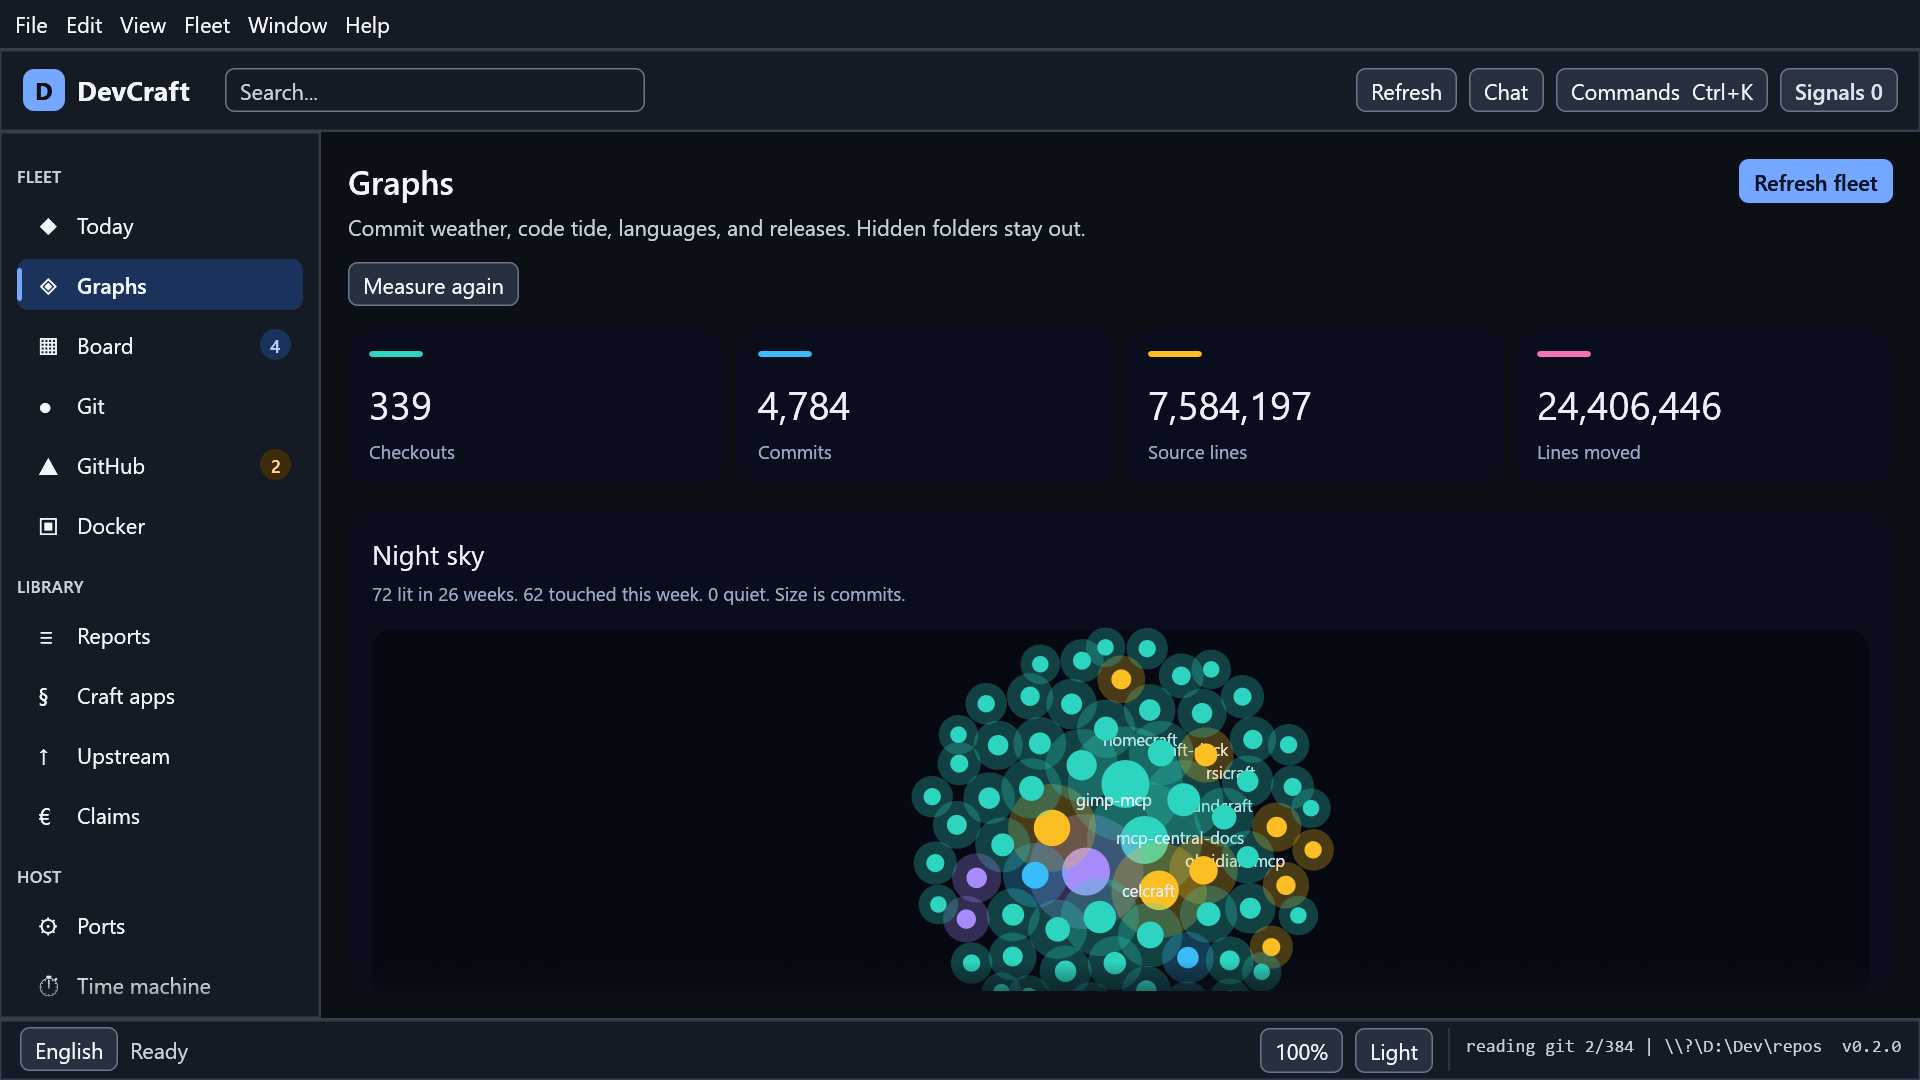 File Edit View Fleet Window Help
D DevCraft Search... Refresh Chat Commands Ctrl+K Signals 0
FLEET
Today
Graphs
Board 4
Git
GitHub 2
Docker
LIBRARY
Reports
§ Craft apps
↑ Upstream
€ Claims
HOST
Ports
Time machine
Graphs
Refresh fleet
Commit weather, code tide, languages, and releases. Hidden folders stay out.
Measure again
339
Checkouts
4,784
Commits
7,584,197
Source lines
24,406,446
Lines moved
Night sky
72 lit in 26 weeks. 62 touched this week. 0 quiet. Size is commits.
homecraft
rsicraft
gimp-mcp
mcp-central-docs
celcraft
English Ready 100% Light reading git 2/384 | \\?\D:\Dev\repos v0.2.0